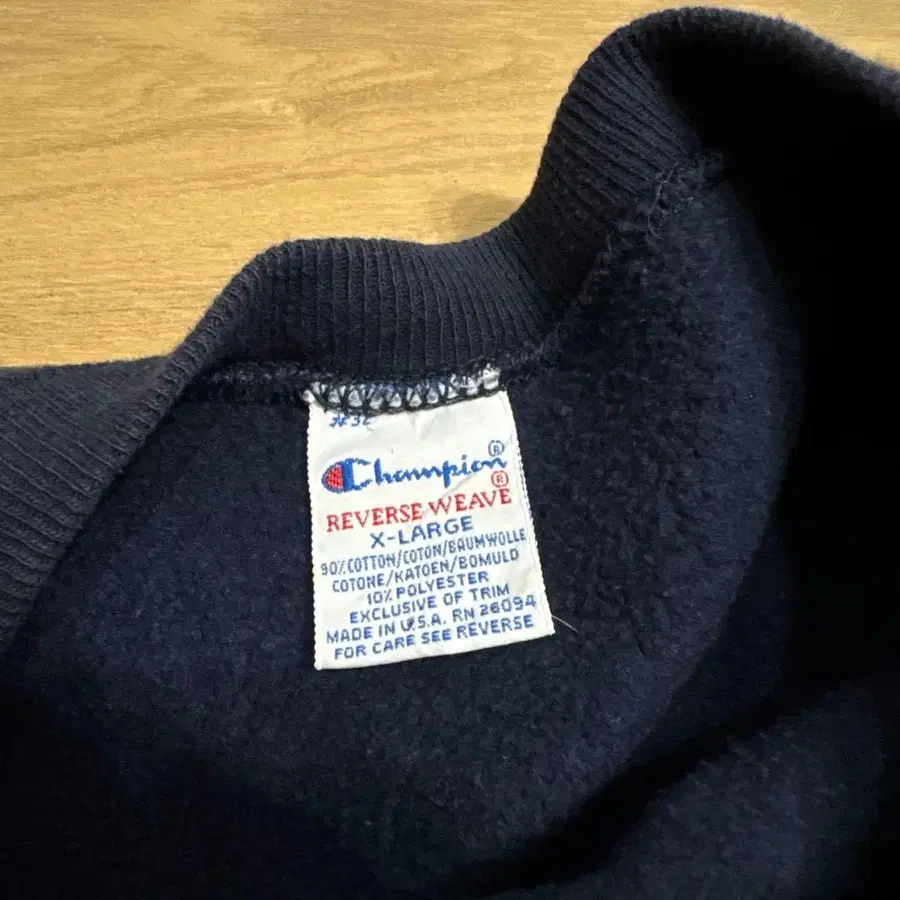 Champion®
REVERSE WEAVE®
X-LARGE
90% COTTON/COTON/BAUMWOLLE
COTONE/KATOEN/BOMULD
10% POLYESTER
EXCLUSIVE OF TRIM
MADE IN U.S.A. RN 26094
FOR CARE SEE REVERSE